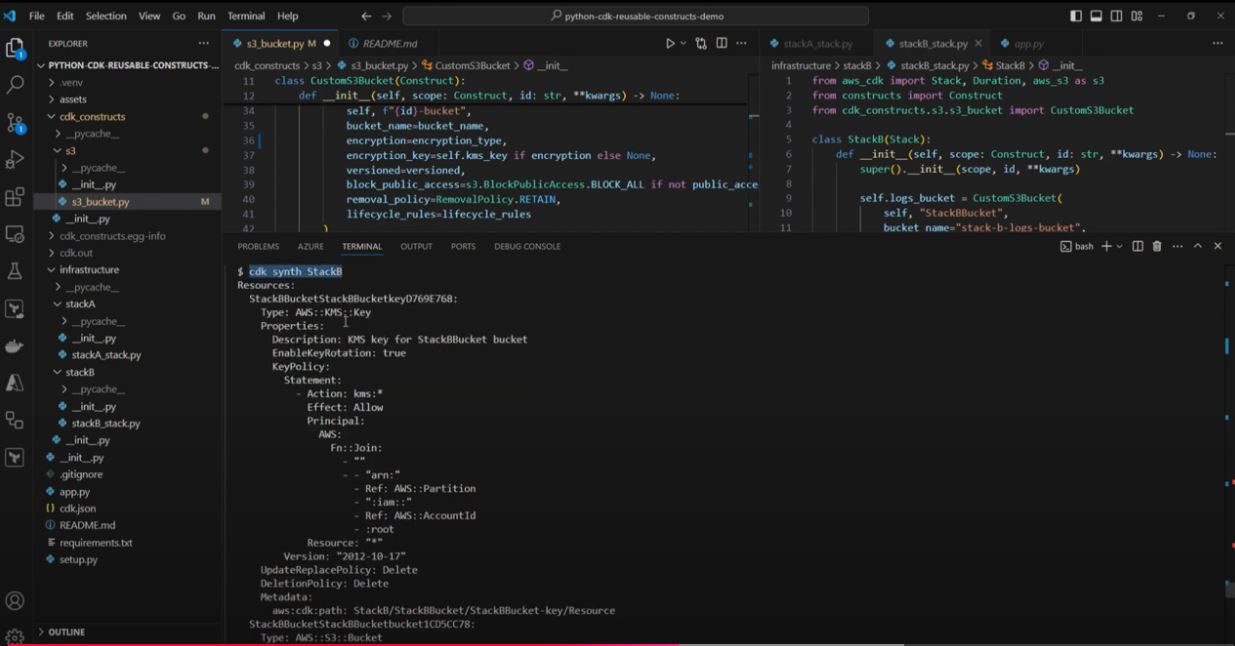 File Edit Selection View Go Run Terminal Help
python-cdk-reusable-constructs-demo
EXPLORER
PYTHON-CDK-REUSABLE-CONSTRUCTS-...
.venv
assets
cdk_constructs
__pycache__
s3
__pycache__
__init__.py
s3_bucket.py M
__init__.py
cdk_constructs.egg-info
cdk.out
infrastructure
__pycache__
stackA
__pycache__
__init__.py
stackA_stack.py
stackB
__pycache__
__init__.py
stackB_stack.py
__init__.py
__init__.py
.gitignore
app.py
cdk.json
README.md
requirements.txt
setup.py
OUTLINE
s3_bucket.py M README.md
cdk_constructs > s3 > s3_bucket.py > CustomS3Bucket > __init__
11 class CustomS3Bucket(Construct):
12 def __init__(self, scope: Construct, id: str, **kwargs) -> None:
34 self, f"{id}-bucket",
35 bucket_name=bucket_name,
36 encryption=encryption_type,
37 encryption_key=self.kms_key if encryption else None,
38 versioned=versioned,
39 block_public_access=s3.BlockPublicAccess.BLOCK_ALL if not public_acce
40 removal_policy=RemovalPolicy.RETAIN,
41 lifecycle_rules=lifecycle_rules
42 )
stackA_stack.py stackB_stack.py app.py
infrastructure > stackB > stackB_stack.py > StackB > __init__
1 from aws_cdk import Stack, Duration, aws_s3 as s3
2 from constructs import Construct
3 from cdk_constructs.s3.s3_bucket import CustomS3Bucket
4
5 class StackB(Stack):
6 def __init__(self, scope: Construct, id: str, **kwargs) -> None:
7 super().__init__(scope, id, **kwargs)
8
9 self.logs_bucket = CustomS3Bucket(
10 self, "StackBBucket",
11 bucket_name="stack-b-logs-bucket",
PROBLEMS AZURE TERMINAL OUTPUT PORTS DEBUG CONSOLE
bash
$ cdk synth StackB
Resources:
StackBBucketStackBBucketkeyD769E768:
Type: AWS::KMS::Key
Properties:
Description: KMS key for StackBBucket bucket
EnableKeyRotation: true
KeyPolicy:
Statement:
- Action: kms:*
Effect: Allow
Principal:
AWS:
Fn::Join:
- ""
- - "arn:"
- Ref: AWS::Partition
- ":iam::"
- Ref: AWS::AccountId
- :root
Resource: "*"
Version: "2012-10-17"
UpdateReplacePolicy: Delete
DeletionPolicy: Delete
Metadata:
aws:cdk:path: StackB/StackBBucket/StackBBucket-key/Resource
StackBBucketStackBBucketbucket1CD5CC78:
Type: AWS::S3::Bucket